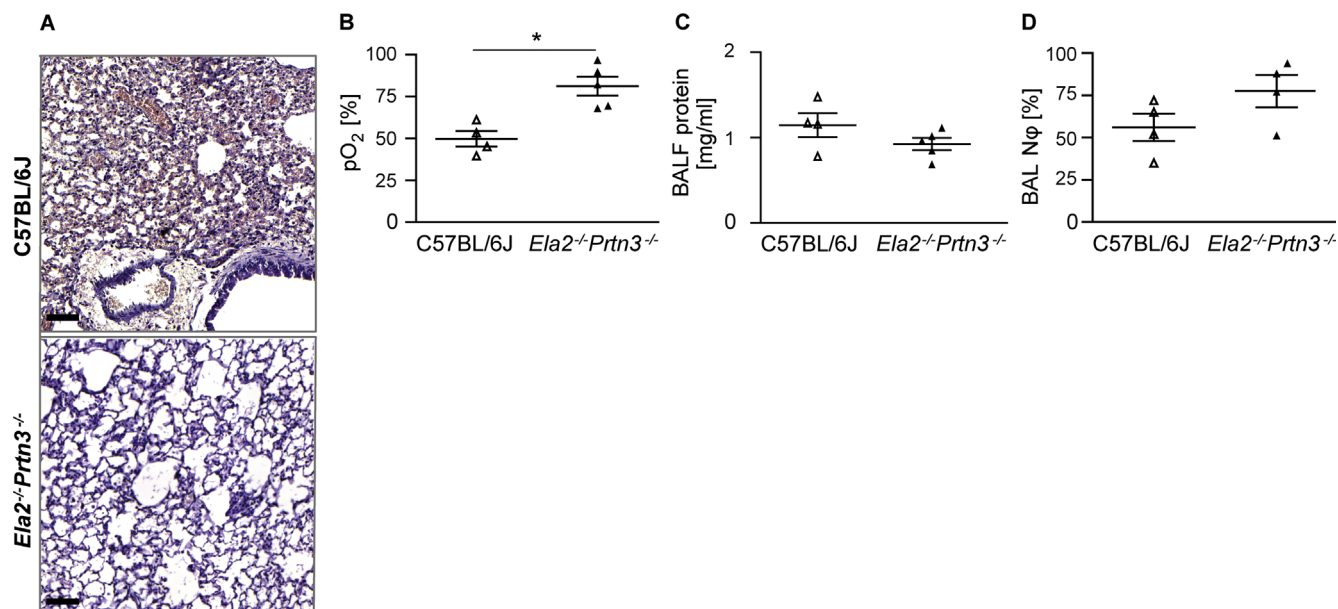 A
C57BL/6J
Ela2-/-Prtn3-/-
B
*
100
75
50
25
0
pO2 [%]
C57BL/6J Ela2-/-Prtn3-/-
C
2
1
0
BALF protein
[mg/ml]
C57BL/6J Ela2-/-Prtn3-/-
D
100
75
50
25
0
BAL Nφ [%]
C57BL/6J Ela2-/-Prtn3-/-